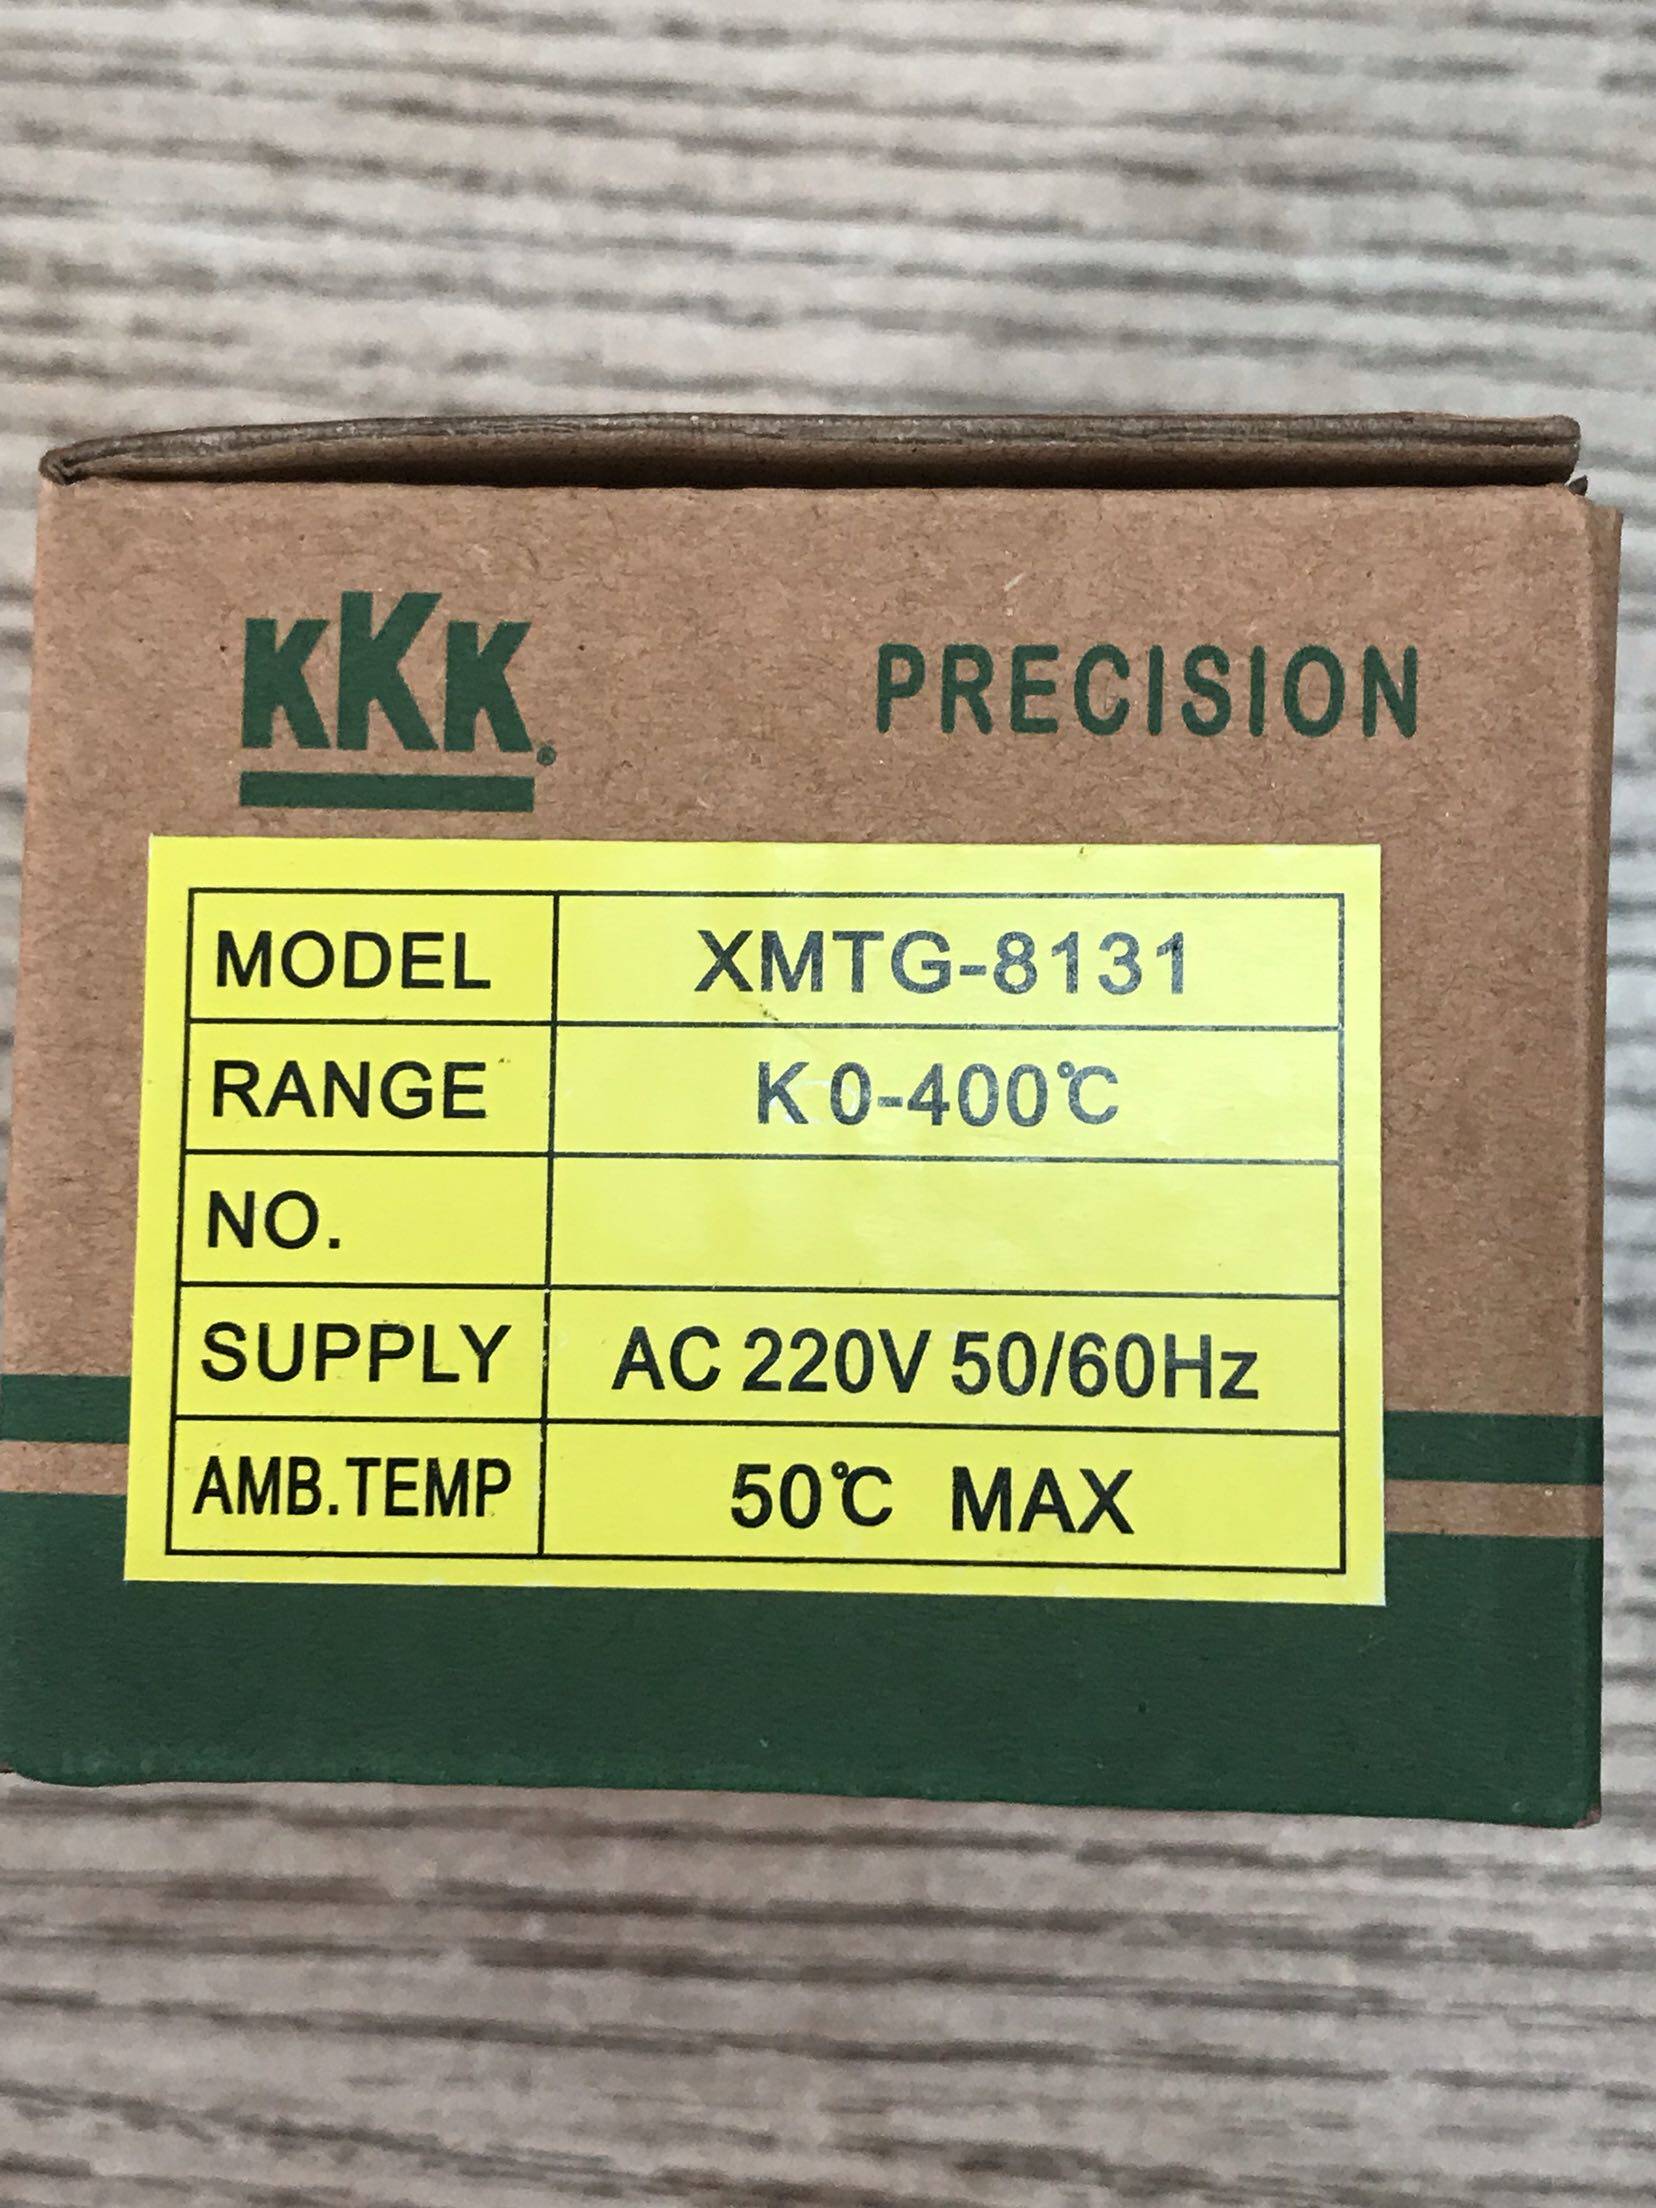 KKK® PRECISION
MODEL XMTG-8131
RANGE K 0-400℃
NO.
SUPPLY AC 220V 50/60Hz
AMB.TEMP 50℃ MAX